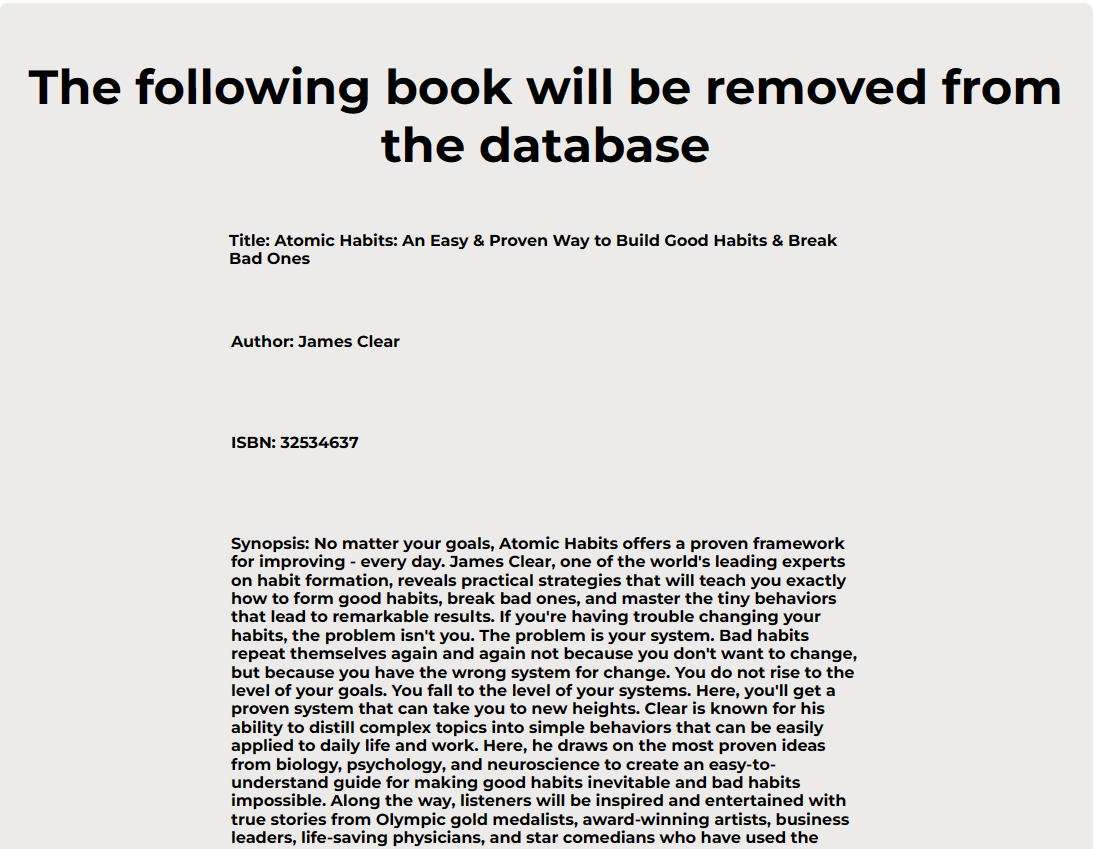 The following book will be removed from
the database
Title: Atomic Habits: An Easy & Proven Way to Build Good Habits & Break
Bad Ones
Author: James Clear
ISBN: 32534637
Synopsis: No matter your goals, Atomic Habits offers a proven framework
for improving - every day. James Clear, one of the world's leading experts
on habit formation, reveals practical strategies that will teach you exactly
how to form good habits, break bad ones, and master the tiny behaviors
that lead to remarkable results. If you're having trouble changing your
habits, the problem isn't you. The problem is your system. Bad habits
repeat themselves again and again not because you don't want to change,
but because you have the wrong system for change. You do not rise to the
level of your goals. You fall to the level of your systems. Here, you'll get a
proven system that can take you to new heights. Clear is known for his
ability to distill complex topics into simple behaviors that can be easily
applied to daily life and work. Here, he draws on the most proven ideas
from biology, psychology, and neuroscience to create an easy-to-
understand guide for making good habits inevitable and bad habits
impossible. Along the way, listeners will be inspired and entertained with
true stories from Olympic gold medalists, award-winning artists, business
leaders, life-saving physicians, and star comedians who have used the